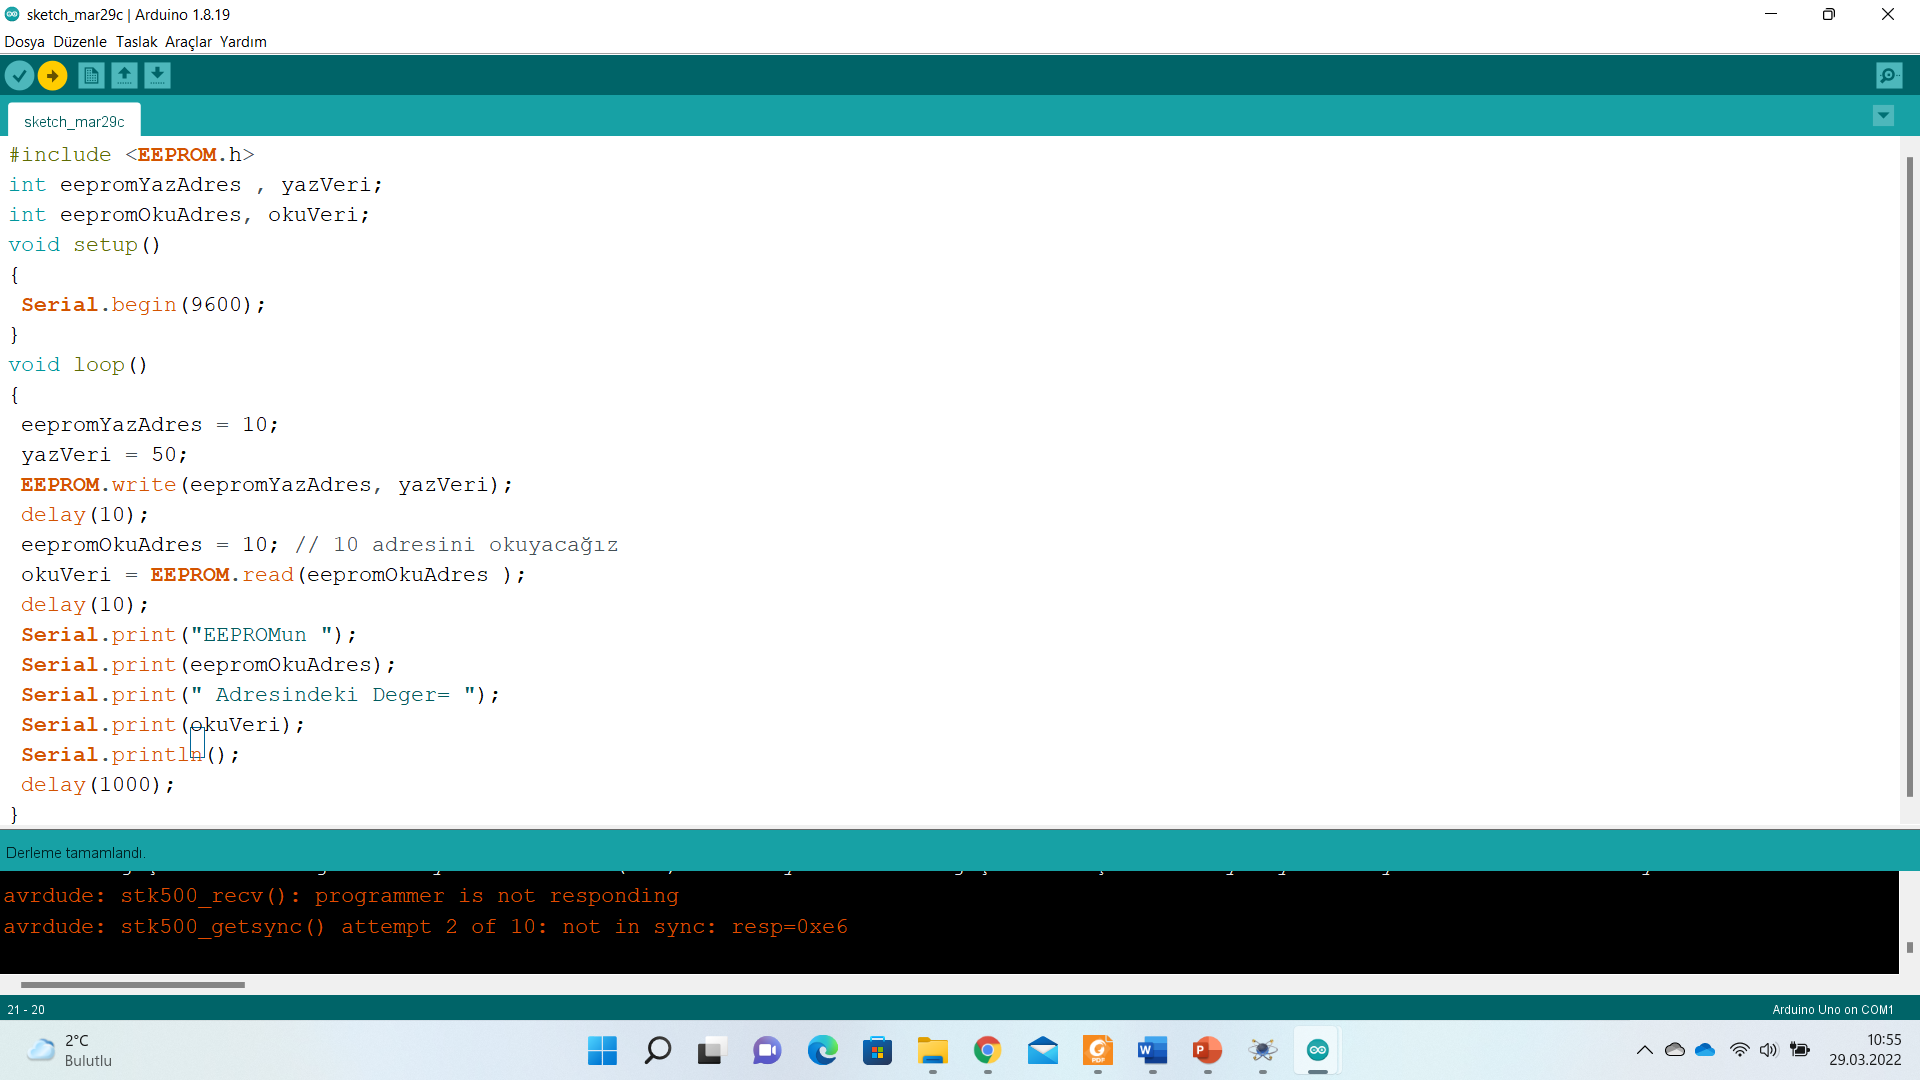 sketch_mar29c | Arduino 1.8.19
Dosya Düzenle Taslak Araçlar Yardım
sketch_mar29c
#include <EEPROM.h>
int eepromYazAdres , yazVeri;
int eepromOkuAdres, okuVeri;
void setup()
{
Serial.begin(9600);
}
void loop()
{
eepromYazAdres = 10;
yazVeri = 50;
EEPROM.write(eepromYazAdres, yazVeri);
delay(10);
eepromOkuAdres = 10; // 10 adresini okuyacağız
okuVeri = EEPROM.read(eepromOkuAdres );
delay(10);
Serial.print("EEPROMun ");
Serial.print(eepromOkuAdres);
Serial.print(" Adresindeki Deger= ");
Serial.print(okuVeri);
Serial.println();
delay(1000);
}
Derleme tamamlandı.
avrdude: stk500_recv(): programmer is not responding
avrdude: stk500_getsync() attempt 2 of 10: not in sync: resp=0xe6
21 - 20
Arduino Uno on COM1
2°C
Bulutlu
10:55
29.03.2022